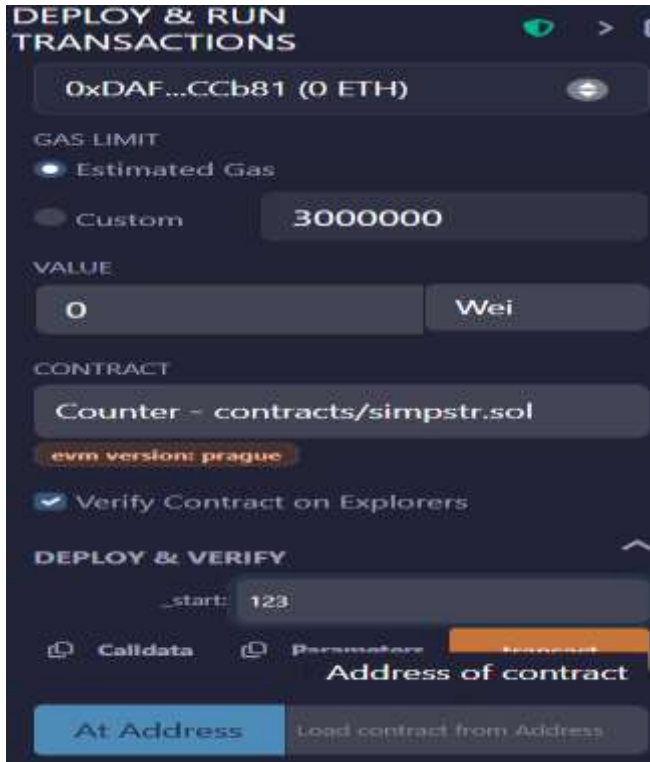 DEPLOY & RUN
TRANSACTIONS
0xDAF...CCb81 (0 ETH)
GAS LIMIT
Estimated Gas
Custom 3000000
VALUE
0 Wei
CONTRACT
Counter - contracts/simpstr.sol
evm version: prague
Verify Contract on Explorers
DEPLOY & VERIFY
_start: 123
Calldata Parameters transact
Address of contract
At Address Load contract from Address